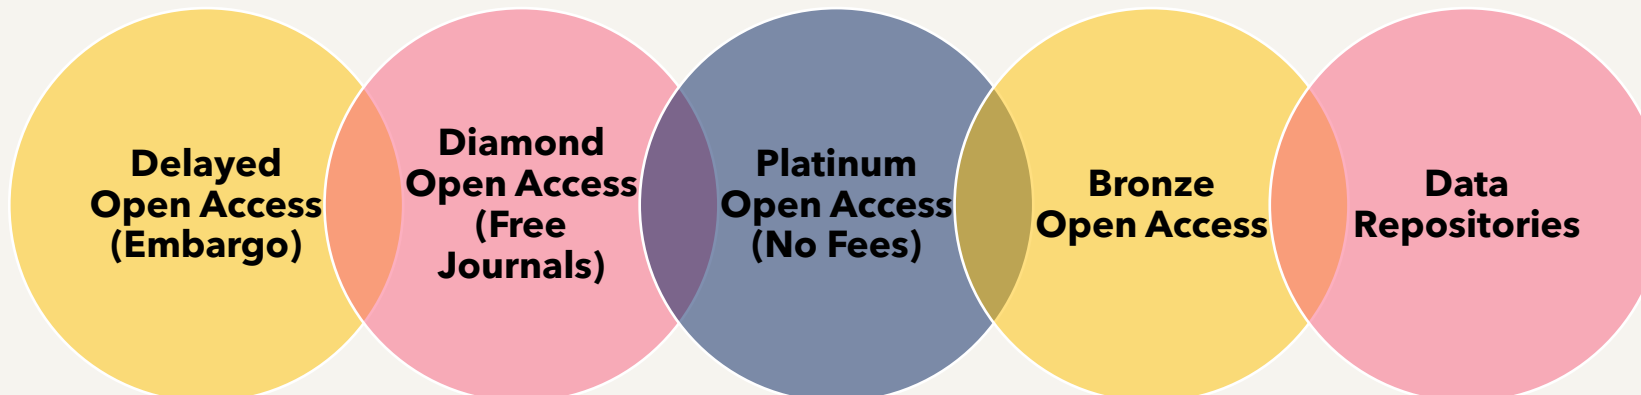 Delayed
Open Access
(Embargo)
Diamond
Open Access
(Free
Journals)
Platinum
Open Access
(No Fees)
Bronze
Open Access
Data
Repositories